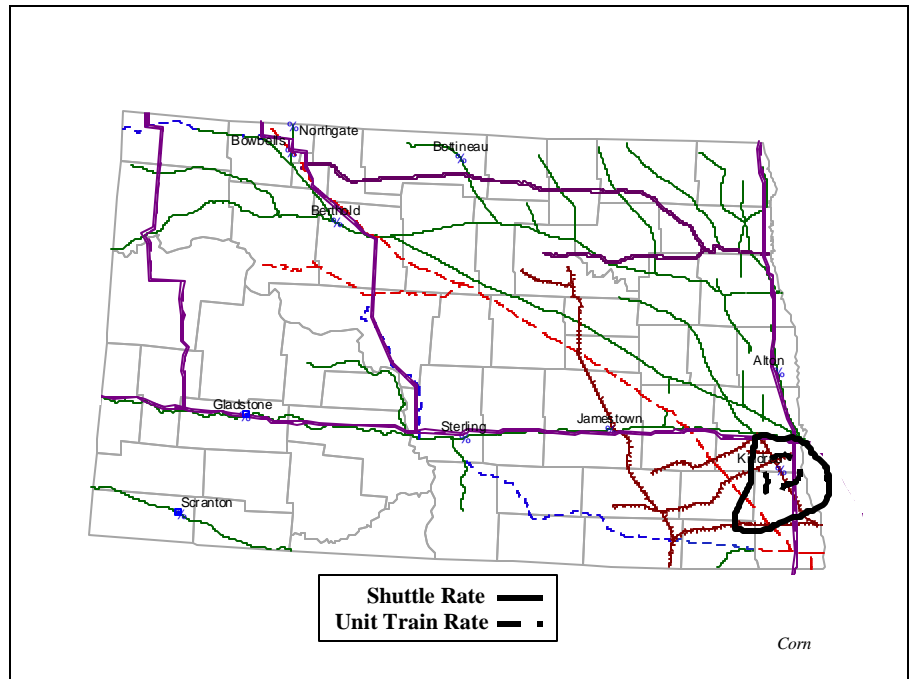 Northgate
Bowbells
Bottineau
Berthold
Alton
Gladstone
Sterling
Jamestown
Scranton
Shuttle Rate
Unit Train Rate
Corn